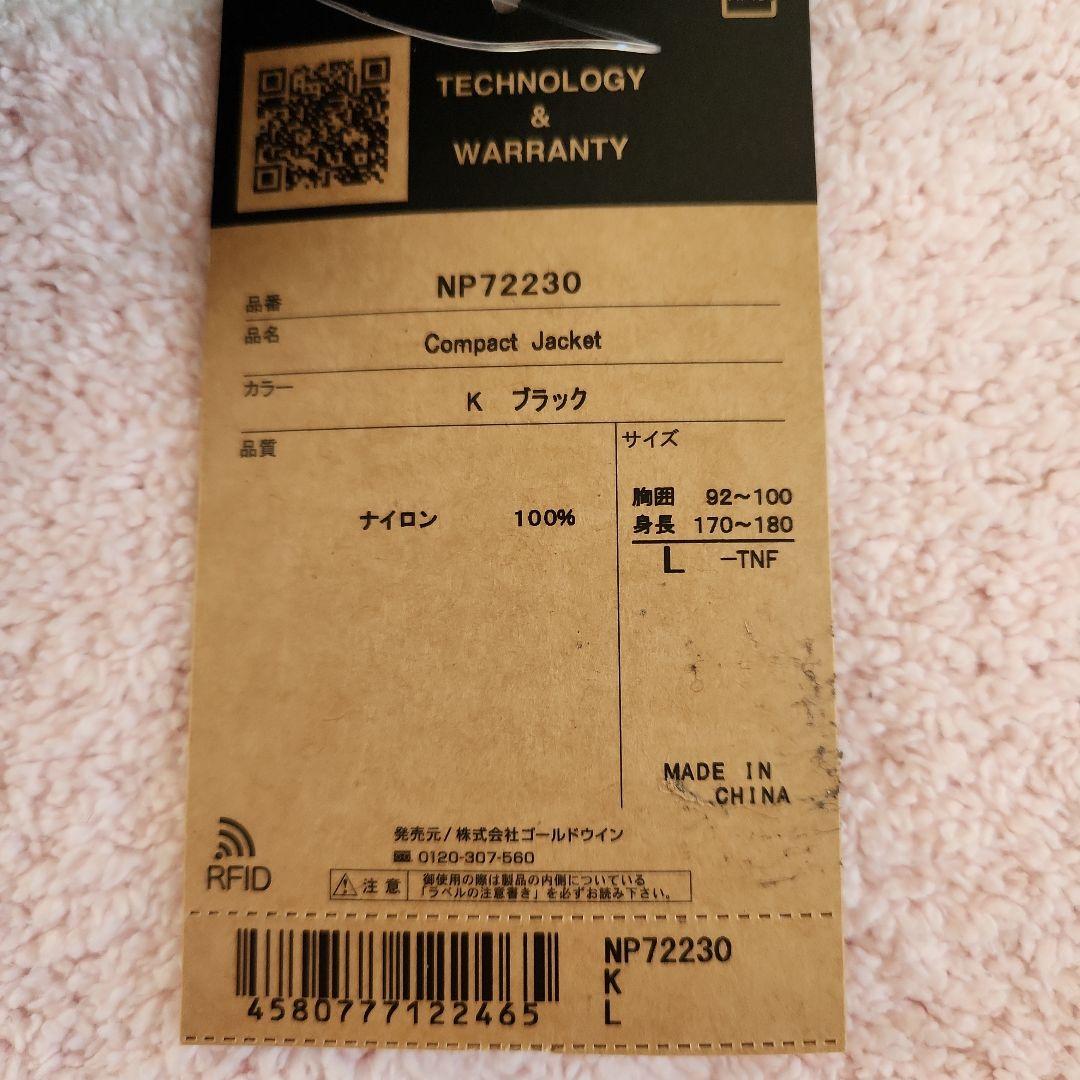 TECHNOLOGY
&
WARRANTY
品番 NP72230
品名 Compact Jacket
カラー K ブラック
品質
ナイロン 100%
サイズ
胸囲 92～100
身長 170～180
L -TNF
MADE IN
CHINA
RFID
発売元/株式会社ゴールドウイン
0120-307-560
注意
御使用の際は製品の内側についている
「ラベルの注意書き」を必ずお読み下さい。
4580777122465
NP72230
K
L